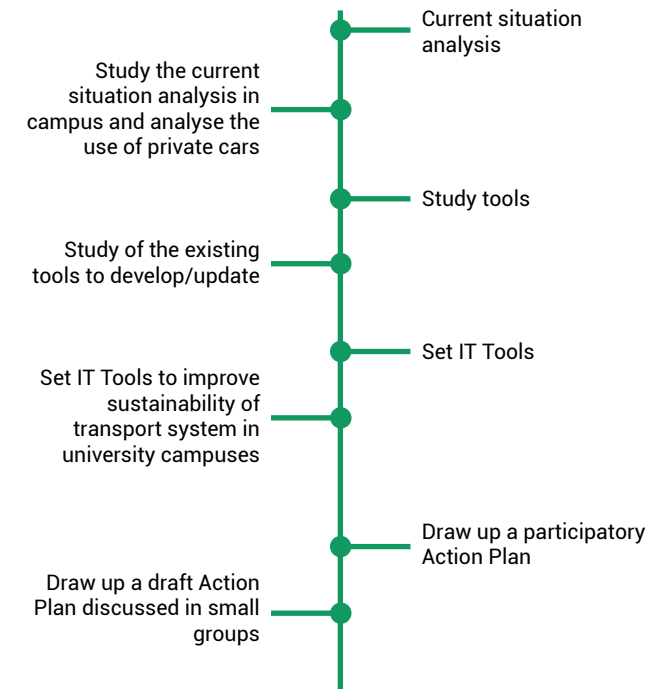 Current situation
analysis
Study the current
situation analysis in
campus and analyse the
use of private cars
Study tools
Study of the existing
tools to develop/update
Set IT Tools
Set IT Tools to improve
sustainability of
transport system in
university campuses
Draw up a participatory
Action Plan
Draw up a draft Action
Plan discussed in small
groups